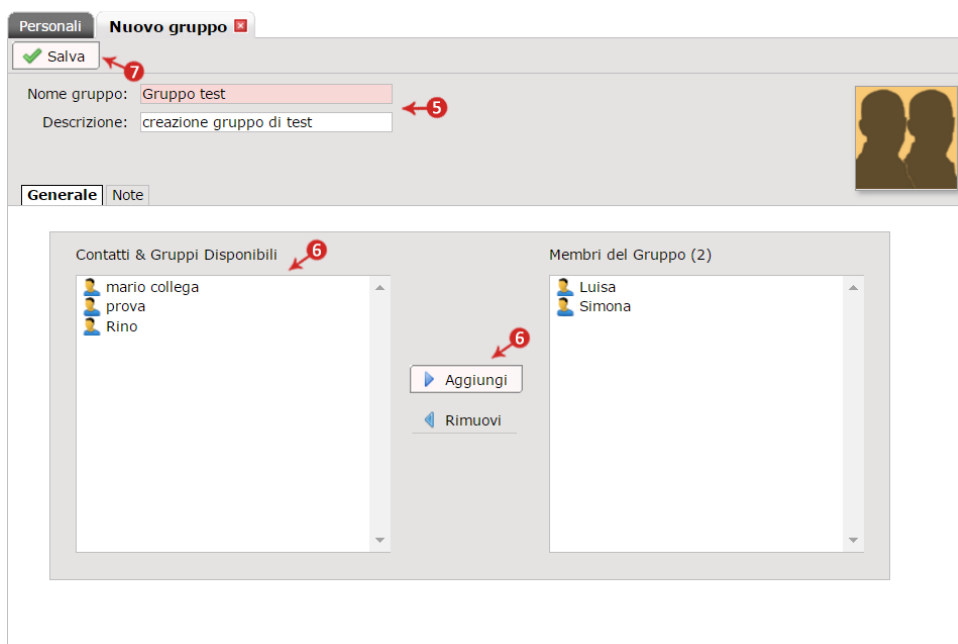 Personali Nuovo gruppo
Salva
7
Nome gruppo: Gruppo test
5
Descrizione: creazione gruppo di test
Generale Note
Contatti & Gruppi Disponibili
6
Membri del Gruppo (2)
mario collega
prova
Rino
Luisa
Simona
6
Aggiungi
Rimuovi